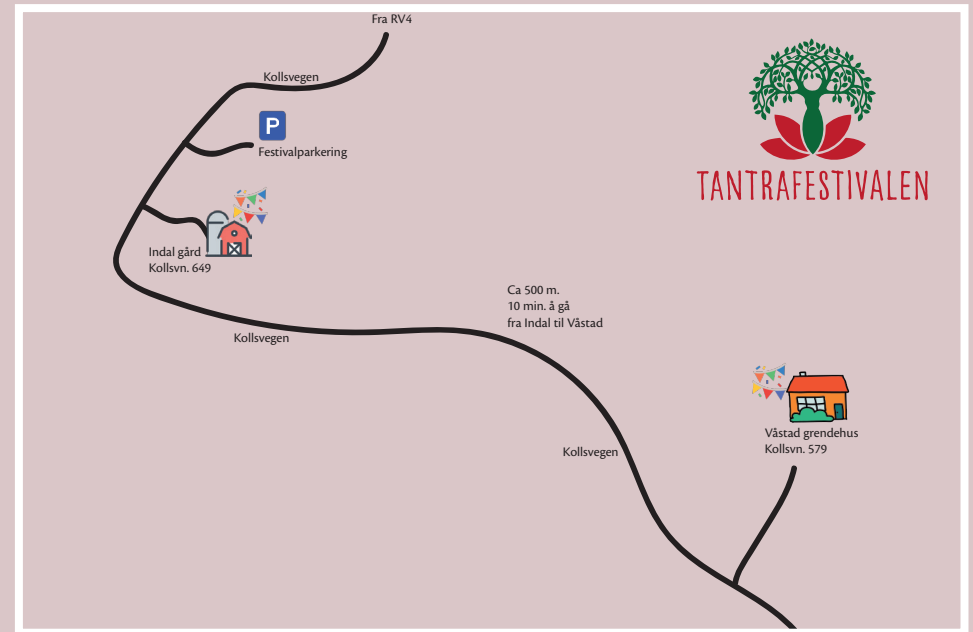 Fra RV4
Kollsvegen
P
Festivalparkering
TANTRAFESTIVALEN
Indal gård
Kollsvn. 649
Ca 500 m.
10 min. å gå
fra Indal til Våstad
Kollsvegen
Våstad grendehus
Kollsvn. 579
Kollsvegen